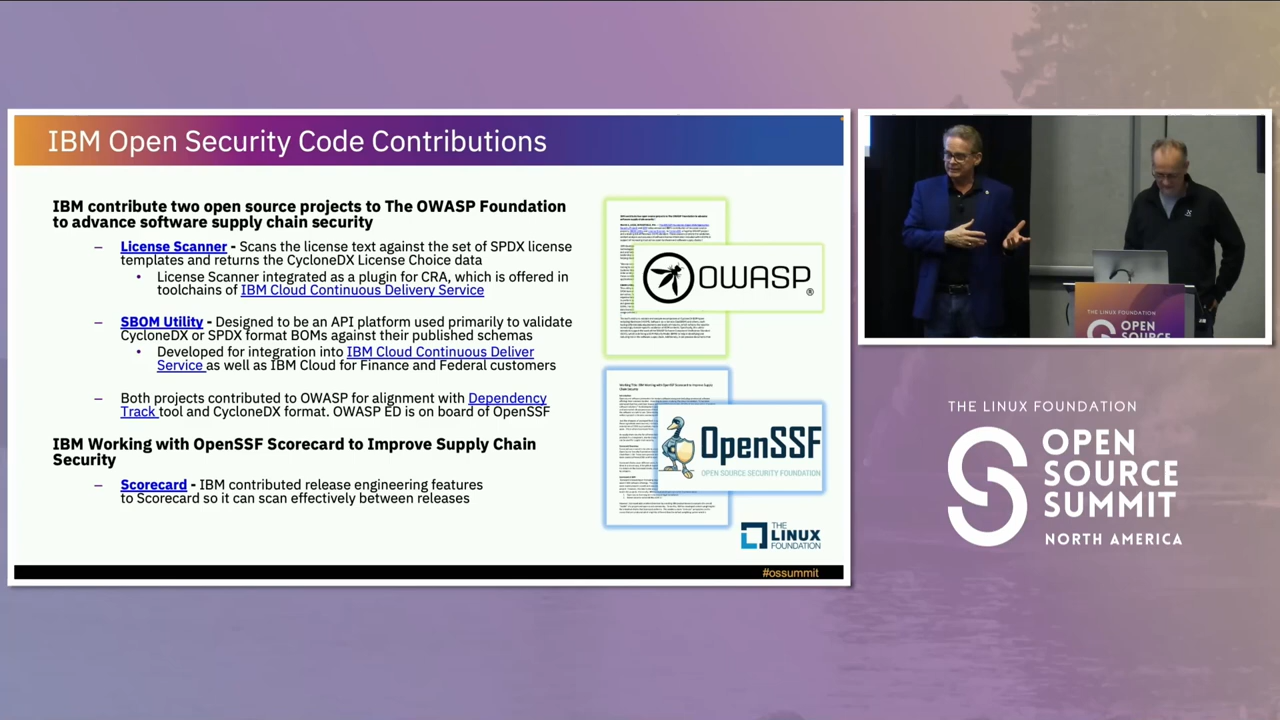 IBM Open Security Code Contributions
IBM contribute two open source projects to The OWASP Foundation
to advance software supply chain security
– License Scanner - Scans the license text against the set of SPDX license
templates and returns the CycloneDX License Choice data
• License Scanner integrated as a plugin for CRA, which is offered in
toolchains of IBM Cloud Continuous Delivery Service
– SBOM Utility - Designed to be an API platform used primarily to validate
CycloneDX or SPDX format BOMs against their published schemas
• Developed for integration into IBM Cloud Continuous Deliver
Service as well as IBM Cloud for Finance and Federal customers
– Both projects contributed to OWASP for alignment with Dependency
Track tool and CycloneDX format. OWASP ED is on board of OpenSSF
IBM Working with OpenSSF Scorecard to Improve Supply Chain
Security
– Scorecard - IBM contributed release engineering features
to Scorecard so it can scan effectively between releases
OWASP®
OpenSSF
OPEN SOURCE SECURITY FOUNDATION
THE
LINUX
FOUNDATION
#ossummit
THE LINUX FOUNDATION
OPEN
SOURCE
THE LINUX FOUNDATION
OPEN
SOURCE
SUMMIT
NORTH AMERICA